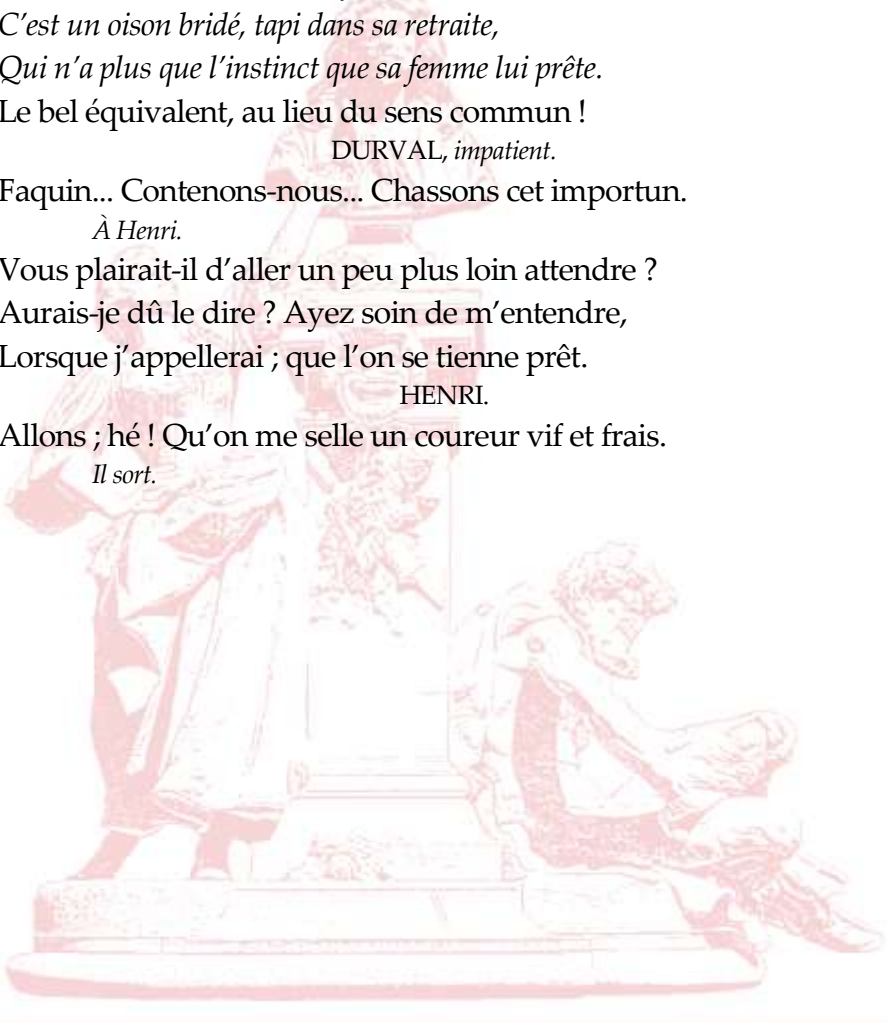 C'est un oison bridé, tapi dans sa retraite,
Qui n'a plus que l'instinct que sa femme lui prête.
Le bel équivalent, au lieu du sens commun !
DURVAL, impatient.
Faquin... Contenons-nous... Chassons cet importun.
À Henri.
Vous plairait-il d'aller un peu plus loin attendre ?
Aurais-je dû le dire ? Ayez soin de m'entendre,
Lorsque j'appellerai ; que l'on se tienne prêt.
HENRI.
Allons ; hé ! Qu'on me selle un coureur vif et frais.
Il sort.